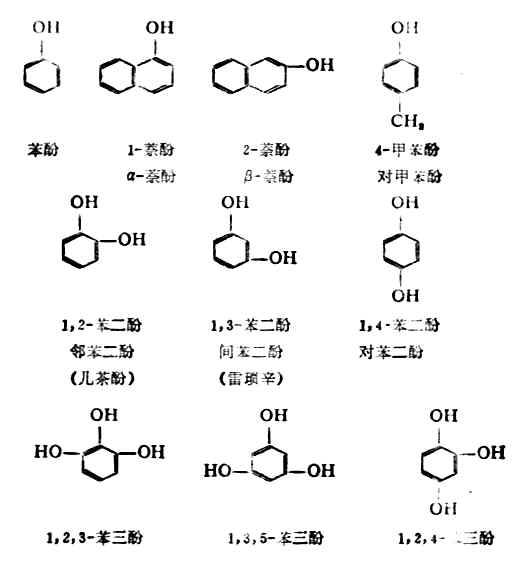 OH
OH
OH
OH
CH₃
苯酚
1-萘酚
2-萘酚
4-甲苯酚
α-萘酚
β-萘酚
对甲苯酚
OH
OH
OH
OH
OH
OH
1,2-苯二酚
1,3-苯二酚
1,4-苯二酚
邻苯二酚
间苯二酚
对苯二酚
(儿茶酚)
(雷琐辛)
OH
HO
OH
OH
HO
OH
OH
OH
OH
1,2,3-苯三酚
1,3,5-苯三酚
1,2,4-三酚